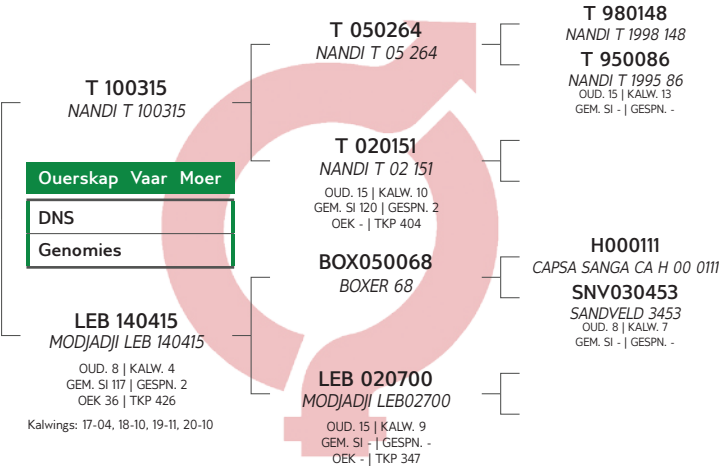 T 100315
NANDI T 100315
Ouerskap Vaar Moer
DNS
Genomies
LEB 140415
MODJADJI LEB 140415
OUD. 8 | KALW. 4
GEM. SI 117 | GESPN. 2
OEK 36 | TKP 426
Kalwings: 17-04, 18-10, 19-11, 20-10
T 050264
NANDI T 05 264
T 020151
NANDI T 02 151
OUD. 15 | KALW. 10
GEM. SI 120 | GESPN. 2
OEK - | TKP 404
BOX050068
BOXER 68
LEB 020700
MODJADJI LEB02700
OUD. 15 | KALW. 9
GEM. SI - | GESPN. -
OEK - | TKP 347
T 980148
NANDI T 1998 148
T 950086
NANDI T 1995 86
OUD. 15 | KALW. 13
GEM. SI - | GESPN. -
H000111
CAPSA SANGA CA H 00 0111
SNV030453
SANDVELD 3453
OUD. 8 | KALW. 7
GEM. SI - | GESPN. -